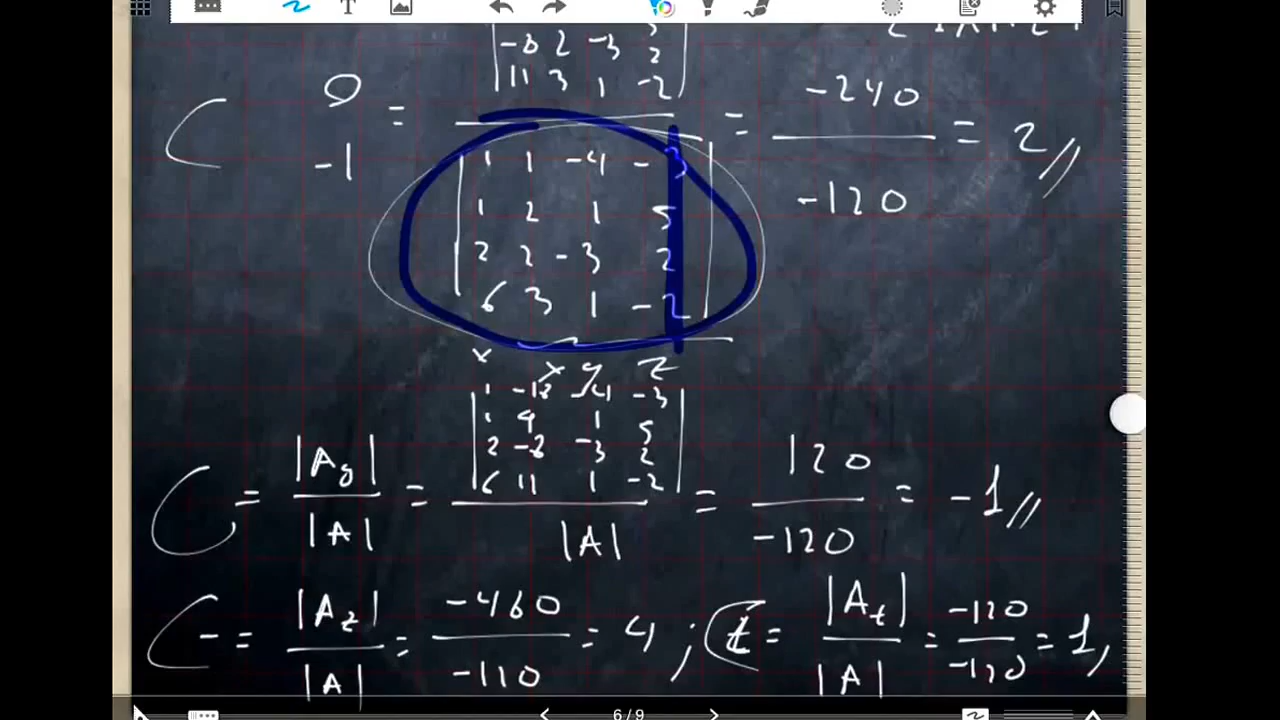 -3 2 -3 2
11 3 1 -2
C 0 = = -240 = 2 //
-1 -120
1 1 -4 -3
1 2 1 5
2 2 -3 2
6 3 1 -2
x x y z
1 -13 -4 -3
1 9 1 5
2 -3 -3 2
6 11 1 -2
C = |Ay| = = 120 = -1 //
|A| |A| -120
C - = |Az| = -460 = 4 ; t = |At| = -120 = 1,
|A| -110 |A| -120
6 / 9